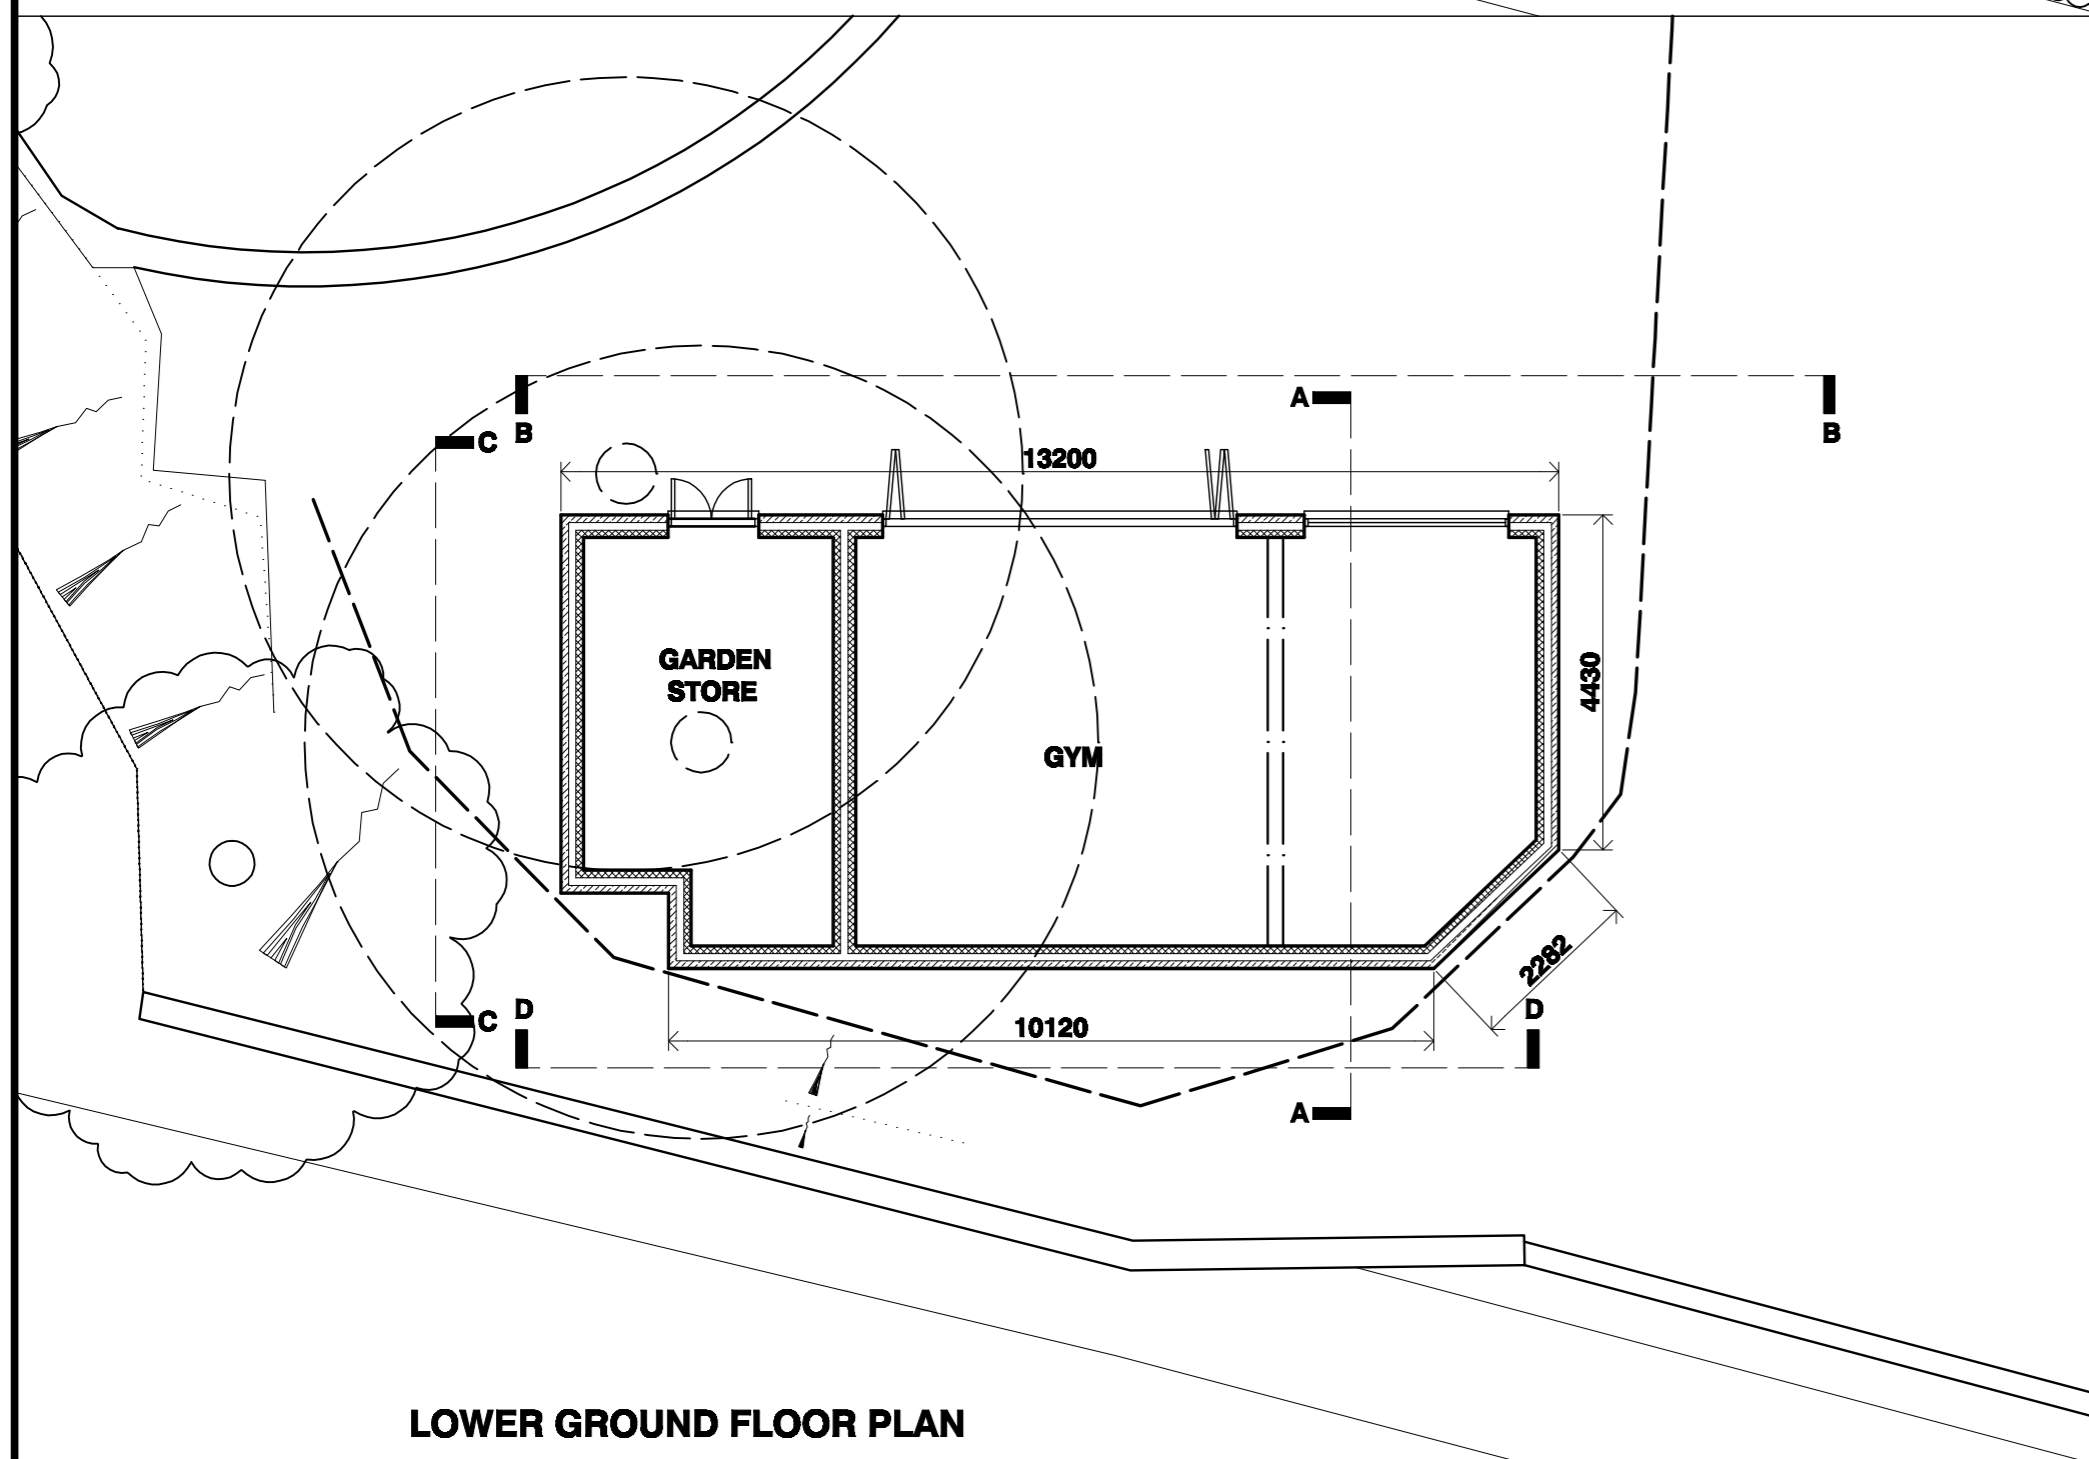 B
A
B
C
13200
GARDEN
STORE
4430
GYM
2282
C
D
D
10120
A
LOWER GROUND FLOOR PLAN